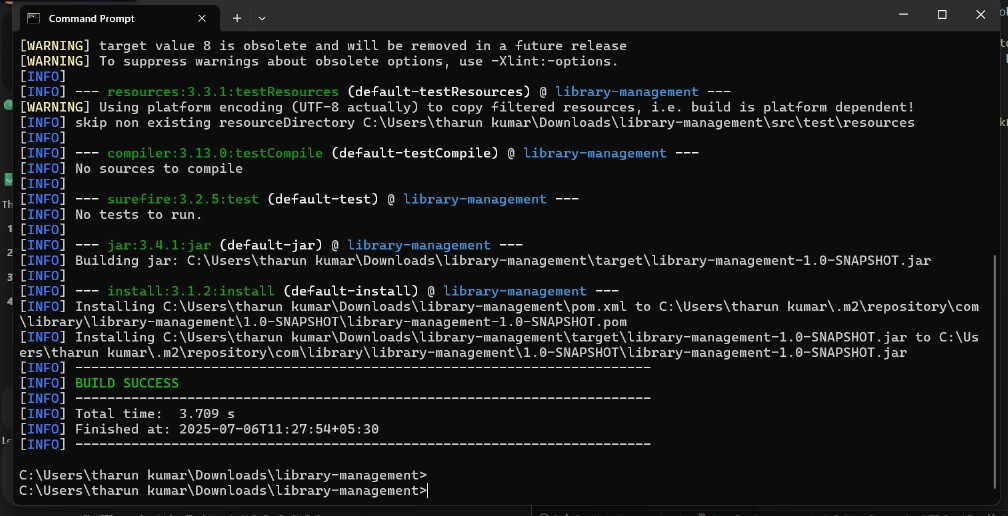 Command Prompt
[WARNING] target value 8 is obsolete and will be removed in a future release
[WARNING] To suppress warnings about obsolete options, use -Xlint:-options.
[INFO]
[INFO] --- resources:3.3.1:testResources (default-testResources) @ library-management ---
[WARNING] Using platform encoding (UTF-8 actually) to copy filtered resources, i.e. build is platform dependent!
[INFO] skip non existing resourceDirectory C:\Users\tharun kumar\Downloads\library-management\src\test\resources
[INFO]
[INFO] --- compiler:3.13.0:testCompile (default-testCompile) @ library-management ---
[INFO] No sources to compile
[INFO]
[INFO] --- surefire:3.2.5:test (default-test) @ library-management ---
[INFO] No tests to run.
[INFO]
[INFO] --- jar:3.4.1:jar (default-jar) @ library-management ---
[INFO] Building jar: C:\Users\tharun kumar\Downloads\library-management\target\library-management-1.0-SNAPSHOT.jar
[INFO]
[INFO] --- install:3.1.2:install (default-install) @ library-management ---
[INFO] Installing C:\Users\tharun kumar\Downloads\library-management\pom.xml to C:\Users\tharun kumar\.m2\repository\com
\library\library-management\1.0-SNAPSHOT\library-management-1.0-SNAPSHOT.pom
[INFO] Installing C:\Users\tharun kumar\Downloads\library-management\target\library-management-1.0-SNAPSHOT.jar to C:\Us
ers\tharun kumar\.m2\repository\com\library\library-management\1.0-SNAPSHOT\library-management-1.0-SNAPSHOT.jar
[INFO] ------------------------------------------------------------------------
[INFO] BUILD SUCCESS
[INFO] ------------------------------------------------------------------------
[INFO] Total time:  3.709 s
[INFO] Finished at: 2025-07-06T11:27:54+05:30
[INFO] ------------------------------------------------------------------------
C:\Users\tharun kumar\Downloads\library-management>
C:\Users\tharun kumar\Downloads\library-management>